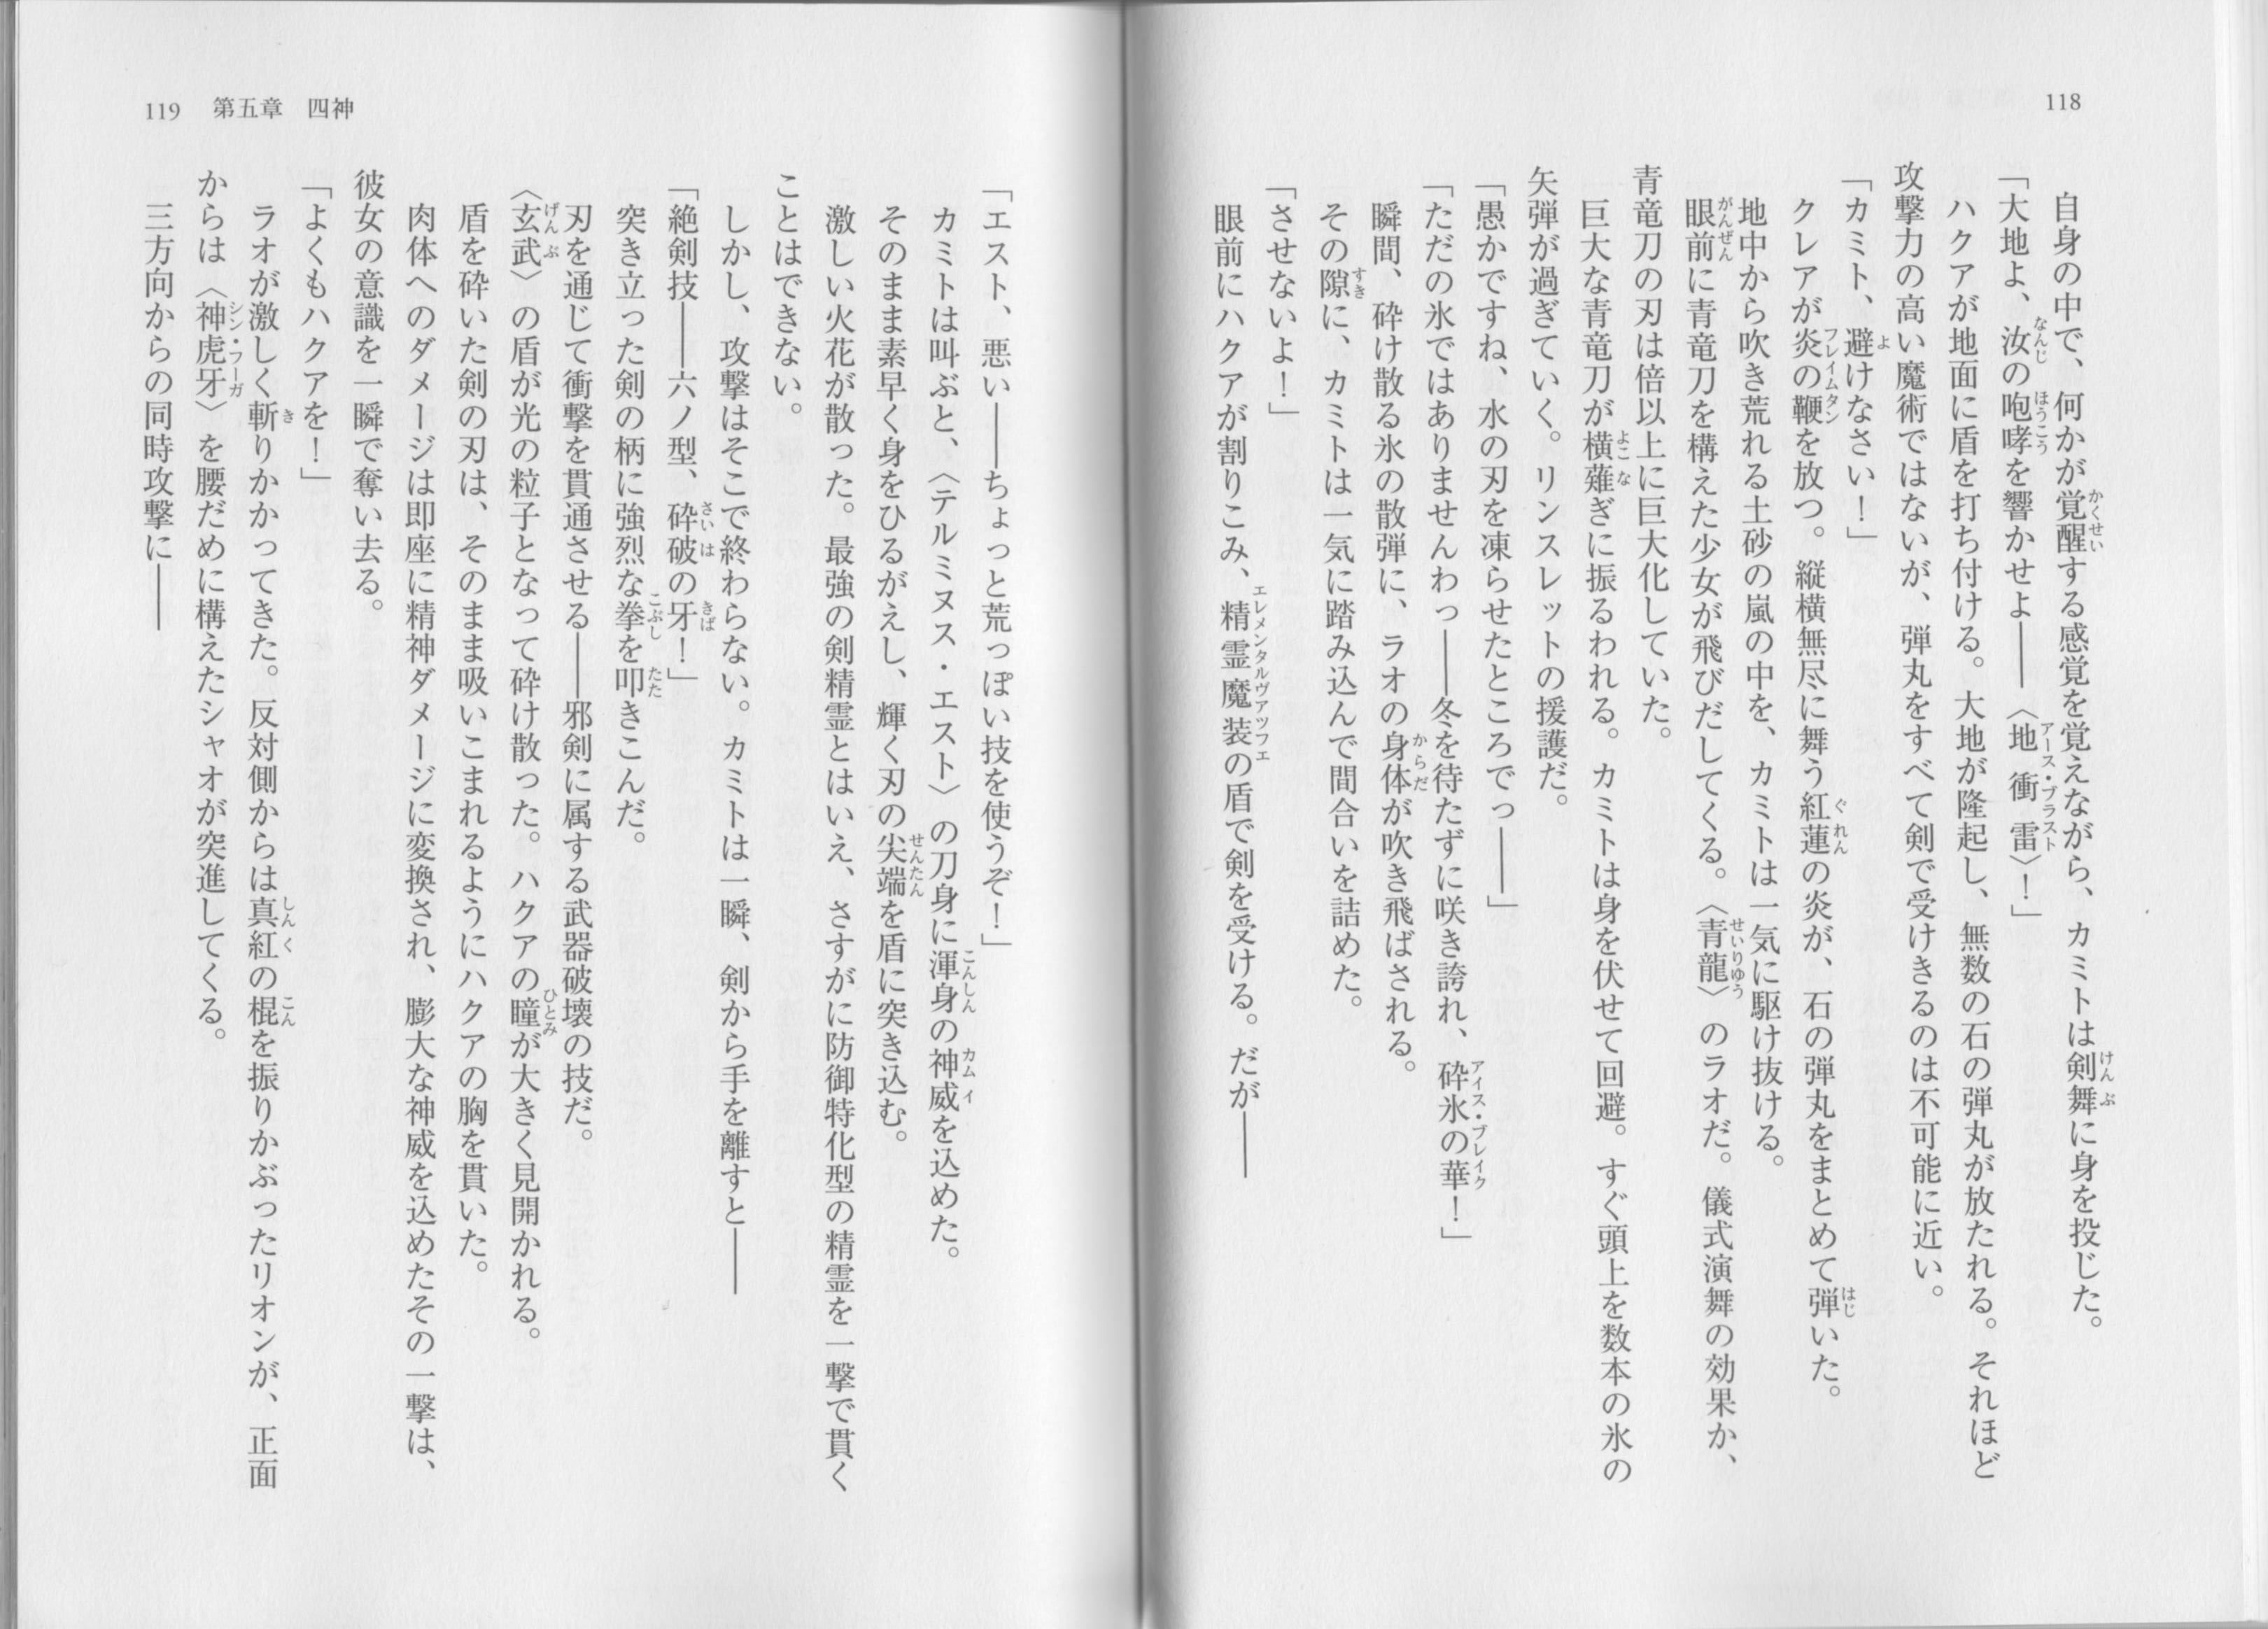 118
　自身の中で、何かが覚醒する感覚を覚えながら、カミトは剣舞に身を投じた。
「大地よ、汝の咆哮を響かせよ――〈地衝雷〉！」
　ハクアが地面に盾を打ち付ける。大地が隆起し、無数の石の弾丸が放たれる。それほど
攻撃力の高い魔術ではないが、弾丸をすべて剣で受けきるのは不可能に近い。
「カミト、避けなさい！」
　クレアが炎の鞭を放つ。縦横無尽に舞う紅蓮の炎が、石の弾丸をまとめて弾いた。
　地中から吹き荒れる土砂の嵐の中を、カミトは一気に駆け抜ける。
　眼前に青竜刀を構えた少女が飛びだしてくる。〈青龍〉のラオだ。儀式演舞の効果か、
青竜刀の刃は倍以上に巨大化していた。
　巨大な青竜刀が横薙ぎに振るわれる。カミトは身を伏せて回避。すぐ頭上を数本の氷の
矢弾が過ぎていく。リンスレットの援護だ。
「愚かですね、水の刃を凍らせたところでっ――」
「ただの氷ではありませんわっ――冬を待たずに咲き誇れ、砕氷の華！」
　瞬間、砕け散る氷の散弾に、ラオの身体が吹き飛ばされる。
　その隙に、カミトは一気に踏み込んで間合いを詰めた。
「させないよ！」
　眼前にハクアが割りこみ、精霊魔装の盾で剣を受ける。だが――
119　第五章　四神
「エスト、悪い――ちょっと荒っぽい技を使うぞ！」
　カミトは叫ぶと、〈テルミヌス・エスト〉の刀身に渾身の神威を込めた。
　そのまま素早く身をひるがえし、輝く刃の尖端を盾に突き込む。
　激しい火花が散った。最強の剣精霊とはいえ、さすがに防御特化型の精霊を一撃で貫く
ことはできない。
　しかし、攻撃はそこで終わらない。カミトは一瞬、剣から手を離すと――
「絶剣技――六ノ型、砕破の牙！」
　突き立った剣の柄に強烈な拳を叩きこんだ。
　刃を通じて衝撃を貫通させる――邪剣に属する武器破壊の技だ。
〈玄武〉の盾が光の粒子となって砕け散った。ハクアの瞳が大きく見開かれる。
　盾を砕いた剣の刃は、そのまま吸いこまれるようにハクアの胸を貫いた。
　肉体へのダメージは即座に精神ダメージに変換され、膨大な神威を込めたその一撃は、
彼女の意識を一瞬で奪い去る。
「よくもハクアを！」
　ラオが激しく斬りかかってきた。反対側からは真紅の棍を振りかぶったリオンが、正面
からは〈神虎牙〉を腰だめに構えたシャオが突進してくる。
　三方向からの同時攻撃に――